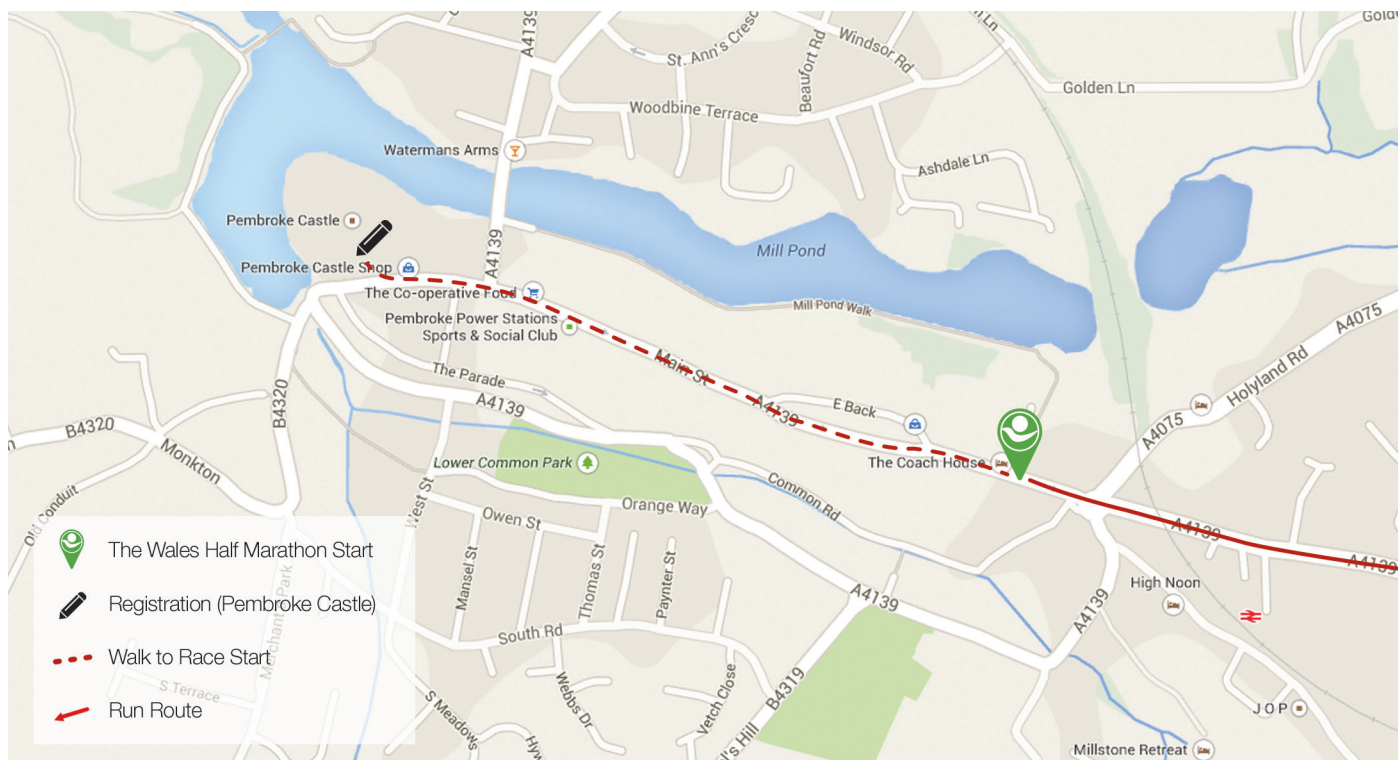 A4139
St. Ann's Cresc
Beaufort Rd
Windsor Rd
Ln
Golden Ln
Woodbine Terrace
Watermans Arms
Ashdale Ln
Pembroke Castle
A4139
Mill Pond
Pembroke Castle Shop
The Co-operative Food
Mill Pond Walk
A4075
Pembroke Power Stations
Sports & Social Club
Main St
Holyland Rd
The Parade
A4139
A4139
E Back
B4320
B4320
A4075
Monkton
Lower Common Park
The Coach House
Common Rd
Old Conduit
West St
Orange Way
Owen St
A4139
A4139
Mansel St
Thomas St
Paynter St
High Noon
A4139
A4139
South Rd
Merchant's Park
S Terrace
Webbs Dr
Vetch Close
B4319
S Meadows
J O P
Millstone Retreat
The Wales Half Marathon Start
Registration (Pembroke Castle)
Walk to Race Start
Run Route